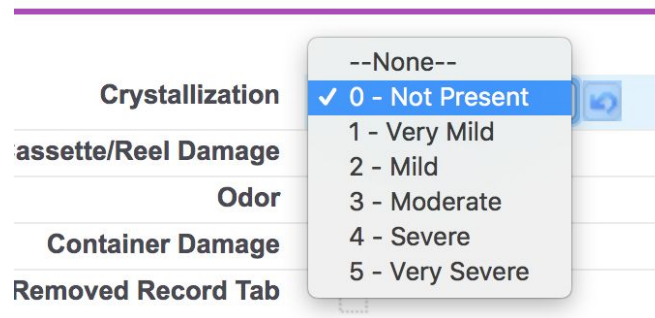 --None--
Crystallization
✓ 0 - Not Present
1 - Very Mild
assette/Reel Damage
2 - Mild
Odor
3 - Moderate
Container Damage
4 - Severe
5 - Very Severe
Removed Record Tab